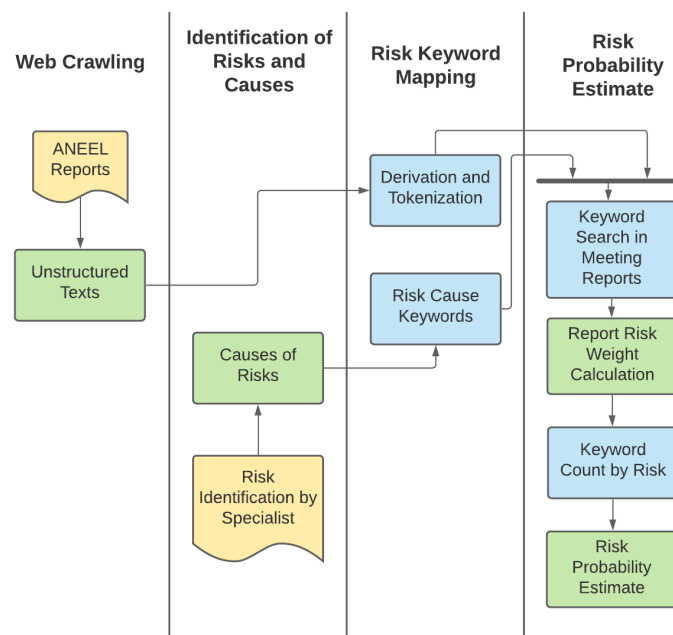 Web Crawling
Identification of
Risks and
Causes
Risk Keyword
Mapping
Risk
Probability
Estimate
ANEEL
Reports
Unstructured
Texts
Causes of
Risks
Risk
Identification by
Specialist
Derivation and
Tokenization
Risk Cause
Keywords
Keyword
Search in
Meeting
Reports
Report Risk
Weight
Calculation
Keyword
Count by Risk
Risk
Probability
Estimate